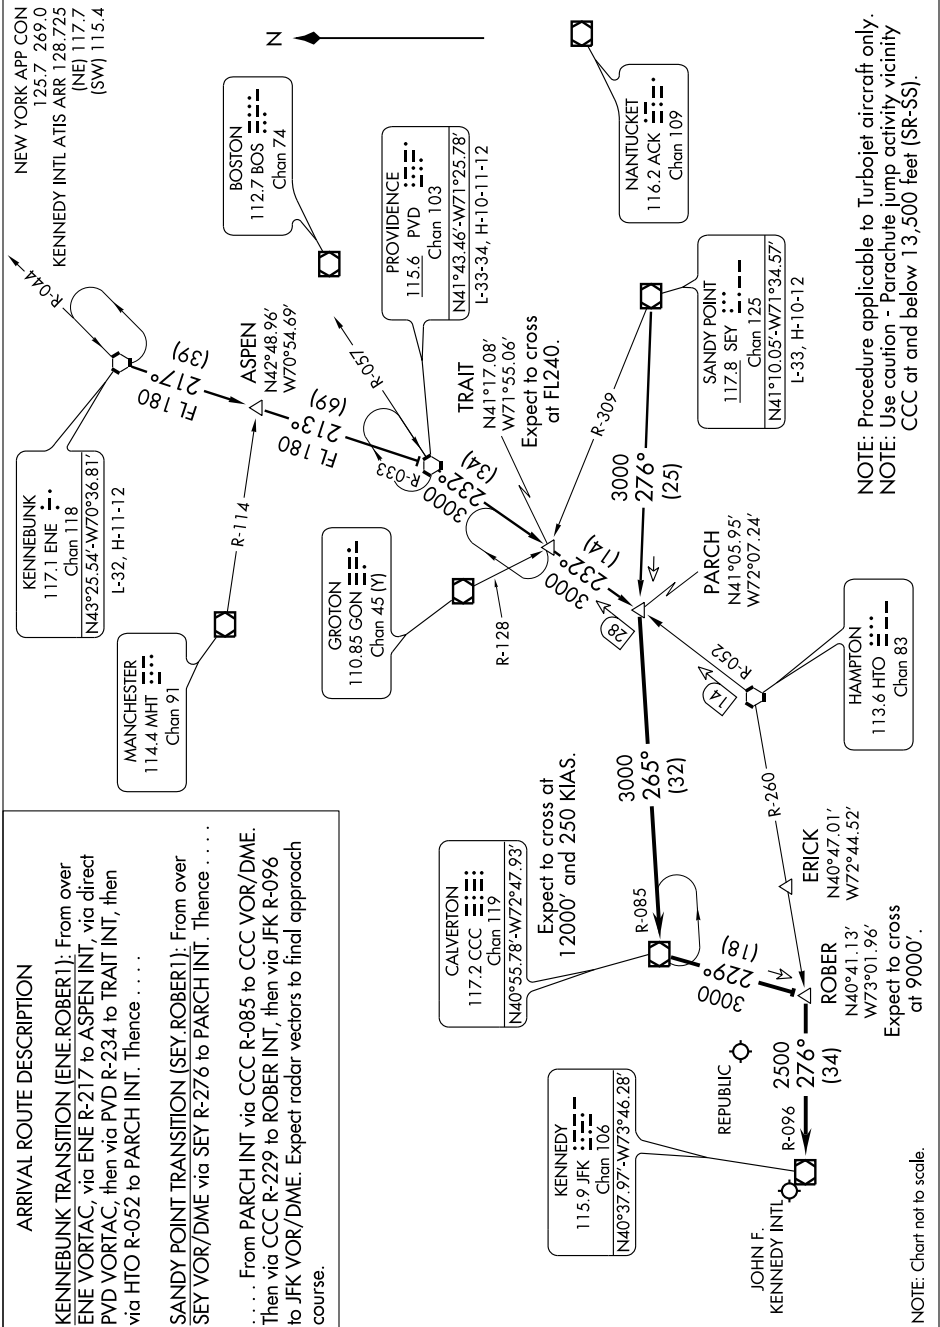 NEW YORK APP CON
125.7 269.0
KENNEDY INTL ATIS ARR 128.725
(NE) 117.7
(SW) 115.4
ARRIVAL ROUTE DESCRIPTION
KENNEBUNK TRANSITION (ENE.ROBER1): From over
ENE VORTAC, via ENE R-217 to ASPEN INT, via direct
PVD VORTAC, then via PVD R-234 to TRAIT INT, then
via HTO R-052 to PARCH INT. Thence . . . .
SANDY POINT TRANSITION (SEY.ROBER1): From over
SEY VOR/DME via SEY R-276 to PARCH INT. Thence . . . .
. . . . From PARCH INT via CCC R-085 to CCC VOR/DME.
Then via CCC R-229 to ROBER INT, then via JFK R-096
to JFK VOR/DME. Expect radar vectors to final approach
course.
N
R-044
KENNEBUNK
117.1 ENE
Chan 118
N43°25.54'-W70°36.81'
L-32, H-11-12
FL 180
217°
(39)
MANCHESTER
114.4 MHT
Chan 91
R-114
ASPEN
N42°48.96'
W70°54.69'
BOSTON
112.7 BOS
Chan 74
FL 180
213°
(69)
R-057
R-033
PROVIDENCE
115.6 PVD
Chan 103
N41°43.46'-W71°25.78'
L-33-34, H-10-11-12
3000
232°
(34)
GROTON
110.85 GON
Chan 45 (Y)
R-128
TRAIT
N41°17.08'
W71°55.06'
Expect to cross
at FL240.
R-309
3000
232°
(14)
NANTUCKET
116.2 ACK
Chan 109
SANDY POINT
117.8 SEY
Chan 125
N41°10.05'-W71°34.57'
L-33, H-10-12
3000
276°
(25)
28
PARCH
N41°05.95'
W72°07.24'
14
R-052
HAMPTON
113.6 HTO
Chan 83
R-260
3000
265°
(32)
CALVERTON
117.2 CCC
Chan 119
N40°55.78'-W72°47.93'
Expect to cross at
12000' and 250 KIAS.
R-085
3000
229°
(18)
ERICK
N40°47.01'
W72°44.52'
ROBER
N40°41.13'
W73°01.96'
Expect to cross
at 9000'.
REPUBLIC
2500
276°
(34)
R-096
KENNEDY
115.9 JFK
Chan 106
N40°37.97'-W73°46.28'
JOHN F.
KENNEDY INTL
NOTE: Procedure applicable to Turbojet aircraft only.
NOTE: Use caution - Parachute jump activity vicinity
CCC at and below 13,500 feet (SR-SS).
NOTE: Chart not to scale.